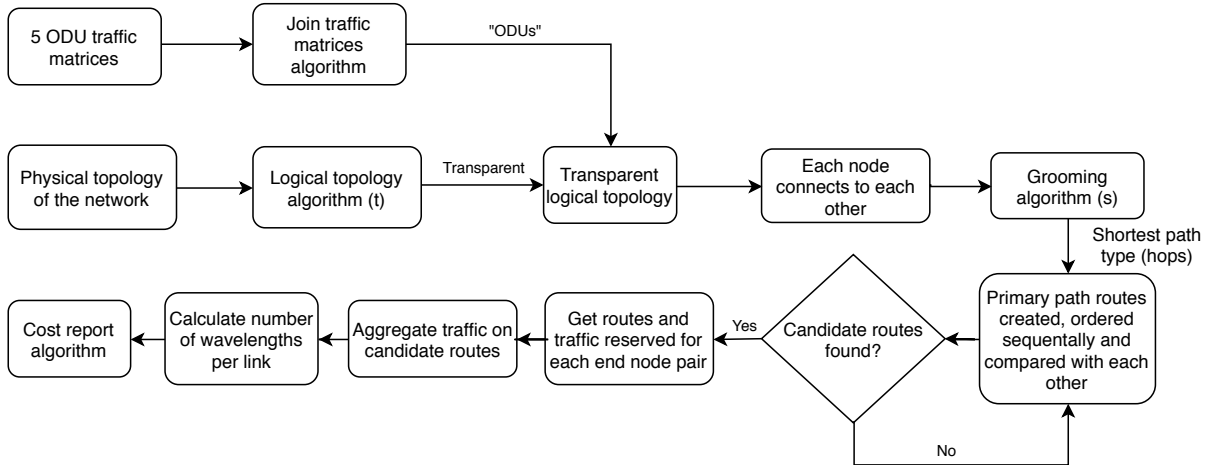 5 ODU traffic
matrices
Join traffic
matrices
algorithm
"ODUs"
Physical topology
of the network
Logical topology
algorithm (t)
Transparent
Transparent
logical topology
Each node
connects to each
other
Grooming
algorithm (s)
Shortest path
type (hops)
Primary path routes
created, ordered
sequentally and
compared with each
other
Candidate routes
found?
Yes
No
Get routes and
traffic reserved for
each end node pair
Aggregate traffic on
candidate routes
Calculate number
of wavelengths
per link
Cost report
algorithm